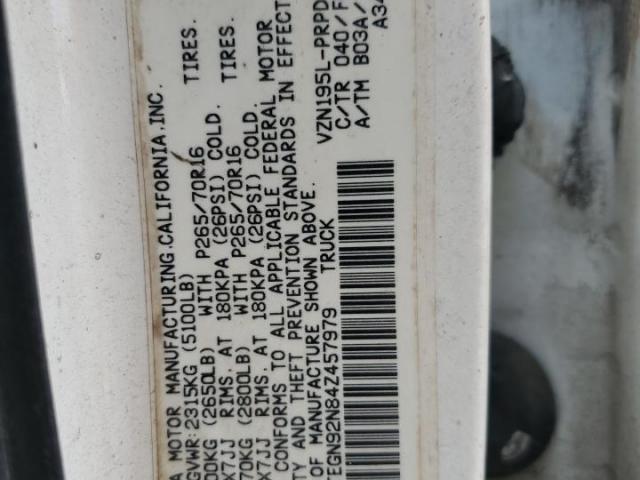 A MOTOR MANUFACTURING.CALIFORNIA.INC.
GVWR:2315KG (5100LB)
00KG (2650LB) WITH P265/70R16 TIRES.
X7JJ RIMS. AT 180KPA (26PSI) COLD.
70KG (2800LB) WITH P265/70R16 TIRES.
X7JJ RIMS. AT 180KPA (26PSI) COLD.
CONFORMS TO ALL APPLICABLE FEDERAL MOTOR
TY AND THEFT PREVENTION STANDARDS IN EFFECT
OF MANUFACTURE SHOWN ABOVE.
TEGN92N84Z457979 TRUCK
VZN195L-PRPD
C/TR 040/F
A/TM B03A/
A34